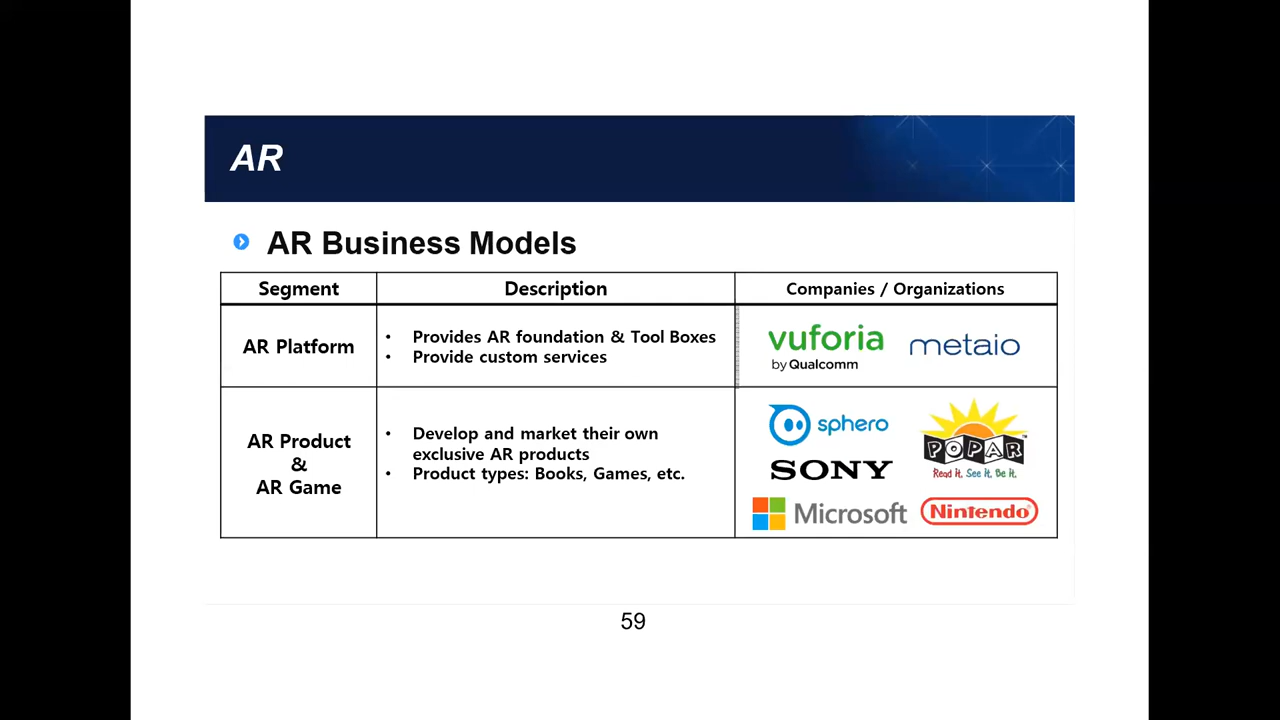 AR
AR Business Models
Segment
Description
Companies / Organizations
AR Platform
• Provides AR foundation & Tool Boxes
• Provide custom services
vuforia
by Qualcomm
metaio
AR Product
&
AR Game
• Develop and market their own
exclusive AR products
• Product types: Books, Games, etc.
sphero
POPAR™
Read it. See it. Be it.
SONY
Microsoft
Nintendo®
59